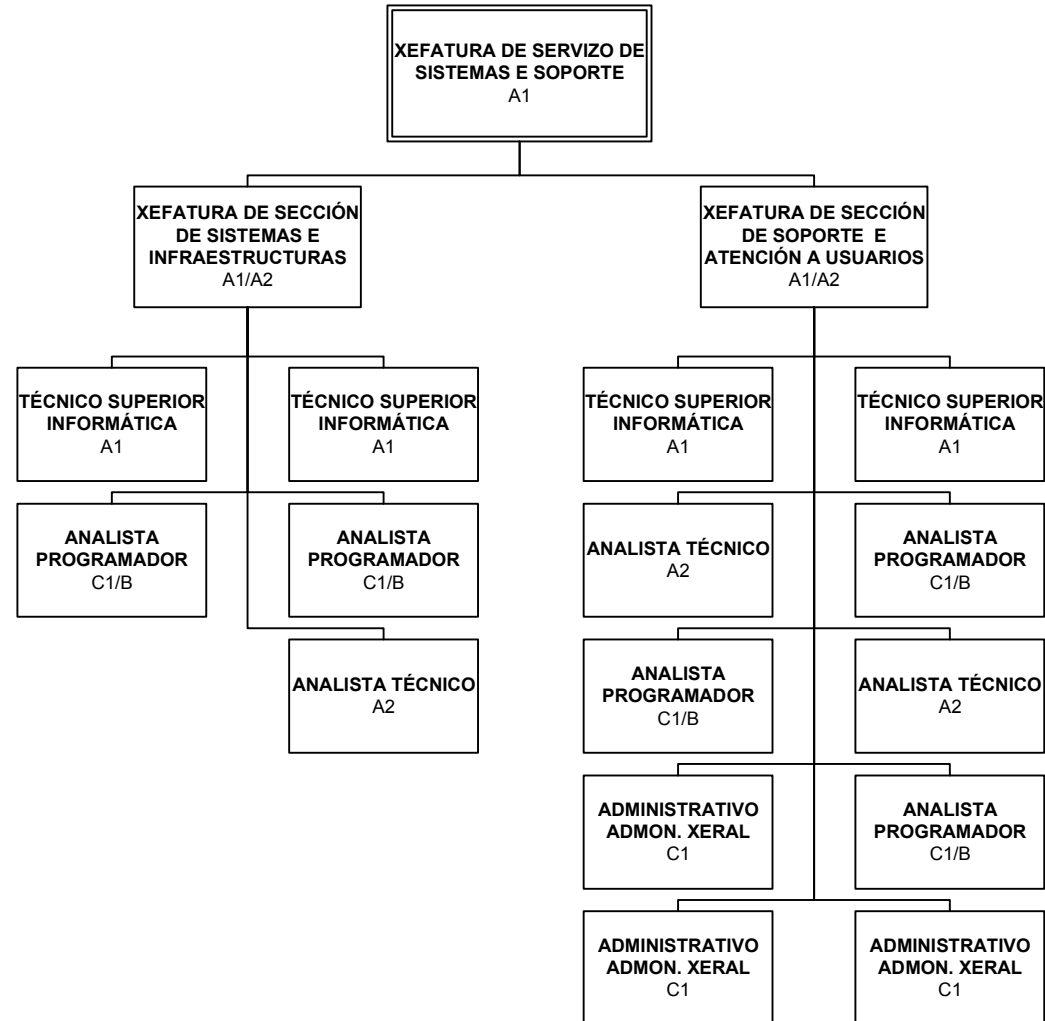 XEFATURA DE SERVIZO DE
SISTEMAS E SOPORTE
A1
XEFATURA DE SECCIÓN
DE SISTEMAS E
INFRAESTRUCTURAS
A1/A2
XEFATURA DE SECCIÓN
DE SOPORTE E
ATENCIÓN A USUARIOS
A1/A2
TÉCNICO SUPERIOR
INFORMÁTICA
A1
TÉCNICO SUPERIOR
INFORMÁTICA
A1
TÉCNICO SUPERIOR
INFORMÁTICA
A1
TÉCNICO SUPERIOR
INFORMÁTICA
A1
ANALISTA
PROGRAMADOR
C1/B
ANALISTA
PROGRAMADOR
C1/B
ANALISTA TÉCNICO
A2
ANALISTA
PROGRAMADOR
C1/B
ANALISTA TÉCNICO
A2
ANALISTA
PROGRAMADOR
C1/B
ANALISTA TÉCNICO
A2
ADMINISTRATIVO
ADMON. XERAL
C1
ANALISTA
PROGRAMADOR
C1/B
ADMINISTRATIVO
ADMON. XERAL
C1
ADMINISTRATIVO
ADMON. XERAL
C1